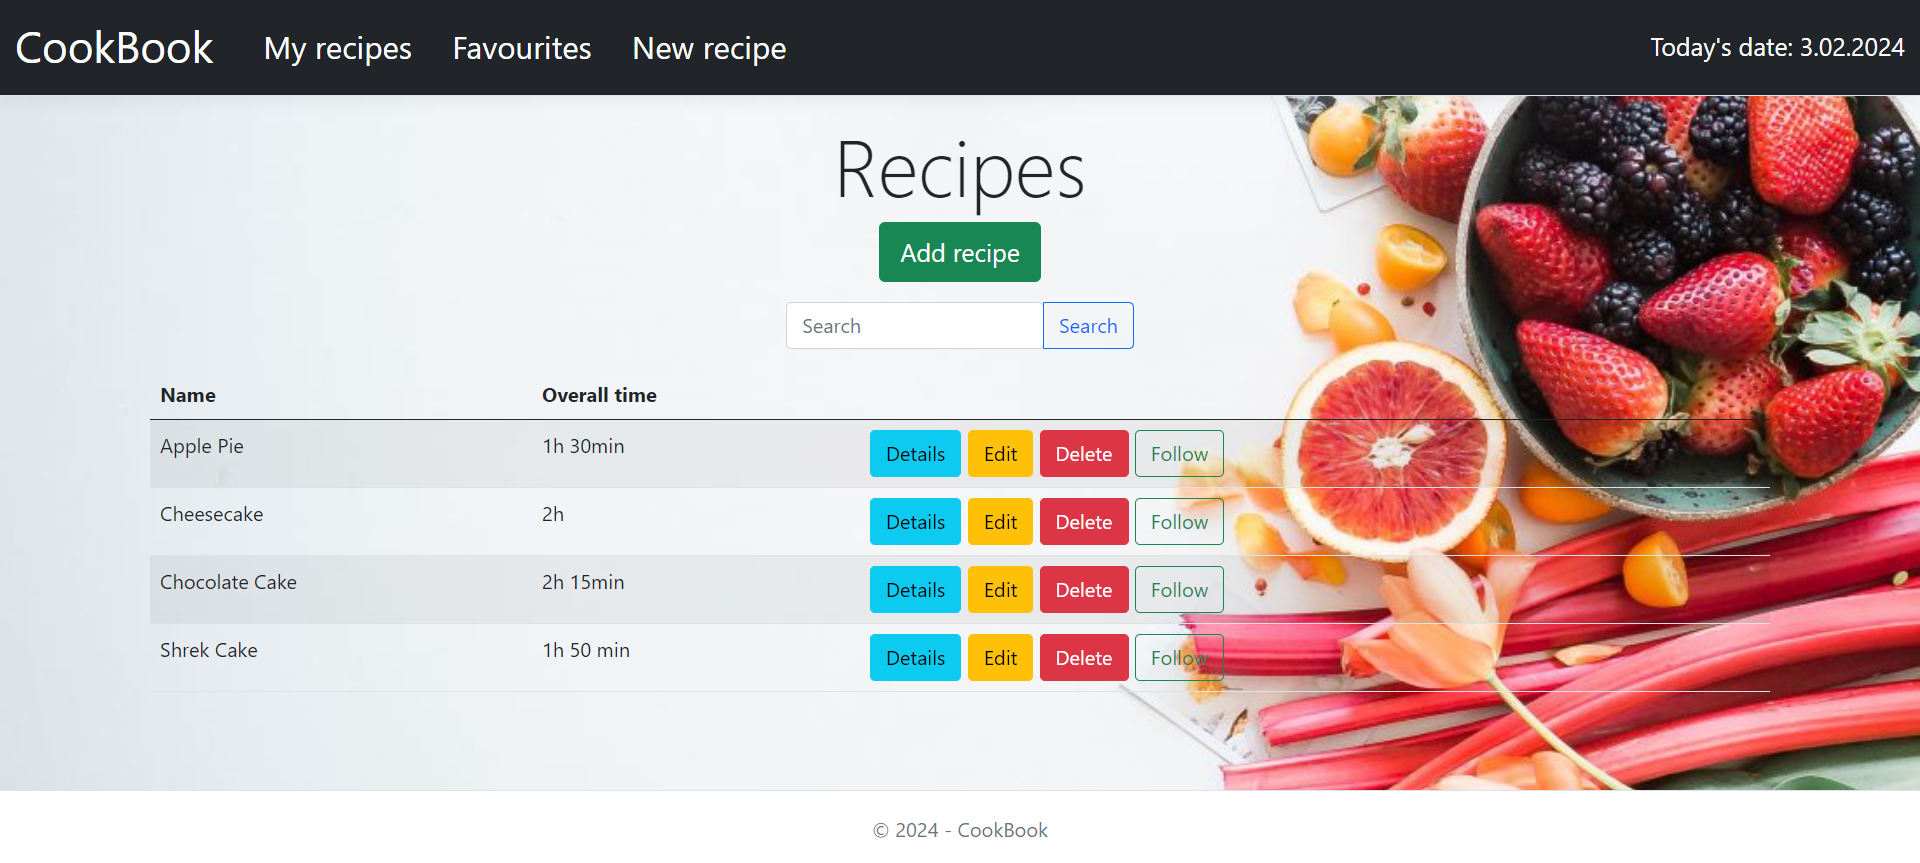 CookBook My recipes Favourites New recipe Today's date: 3.02.2024
Recipes
Add recipe
Search Search
Name Overall time
Apple Pie 1h 30min Details Edit Delete Follow
Cheesecake 2h Details Edit Delete Follow
Chocolate Cake 2h 15min Details Edit Delete Follow
Shrek Cake 1h 50 min Details Edit Delete Follow
© 2024 - CookBook